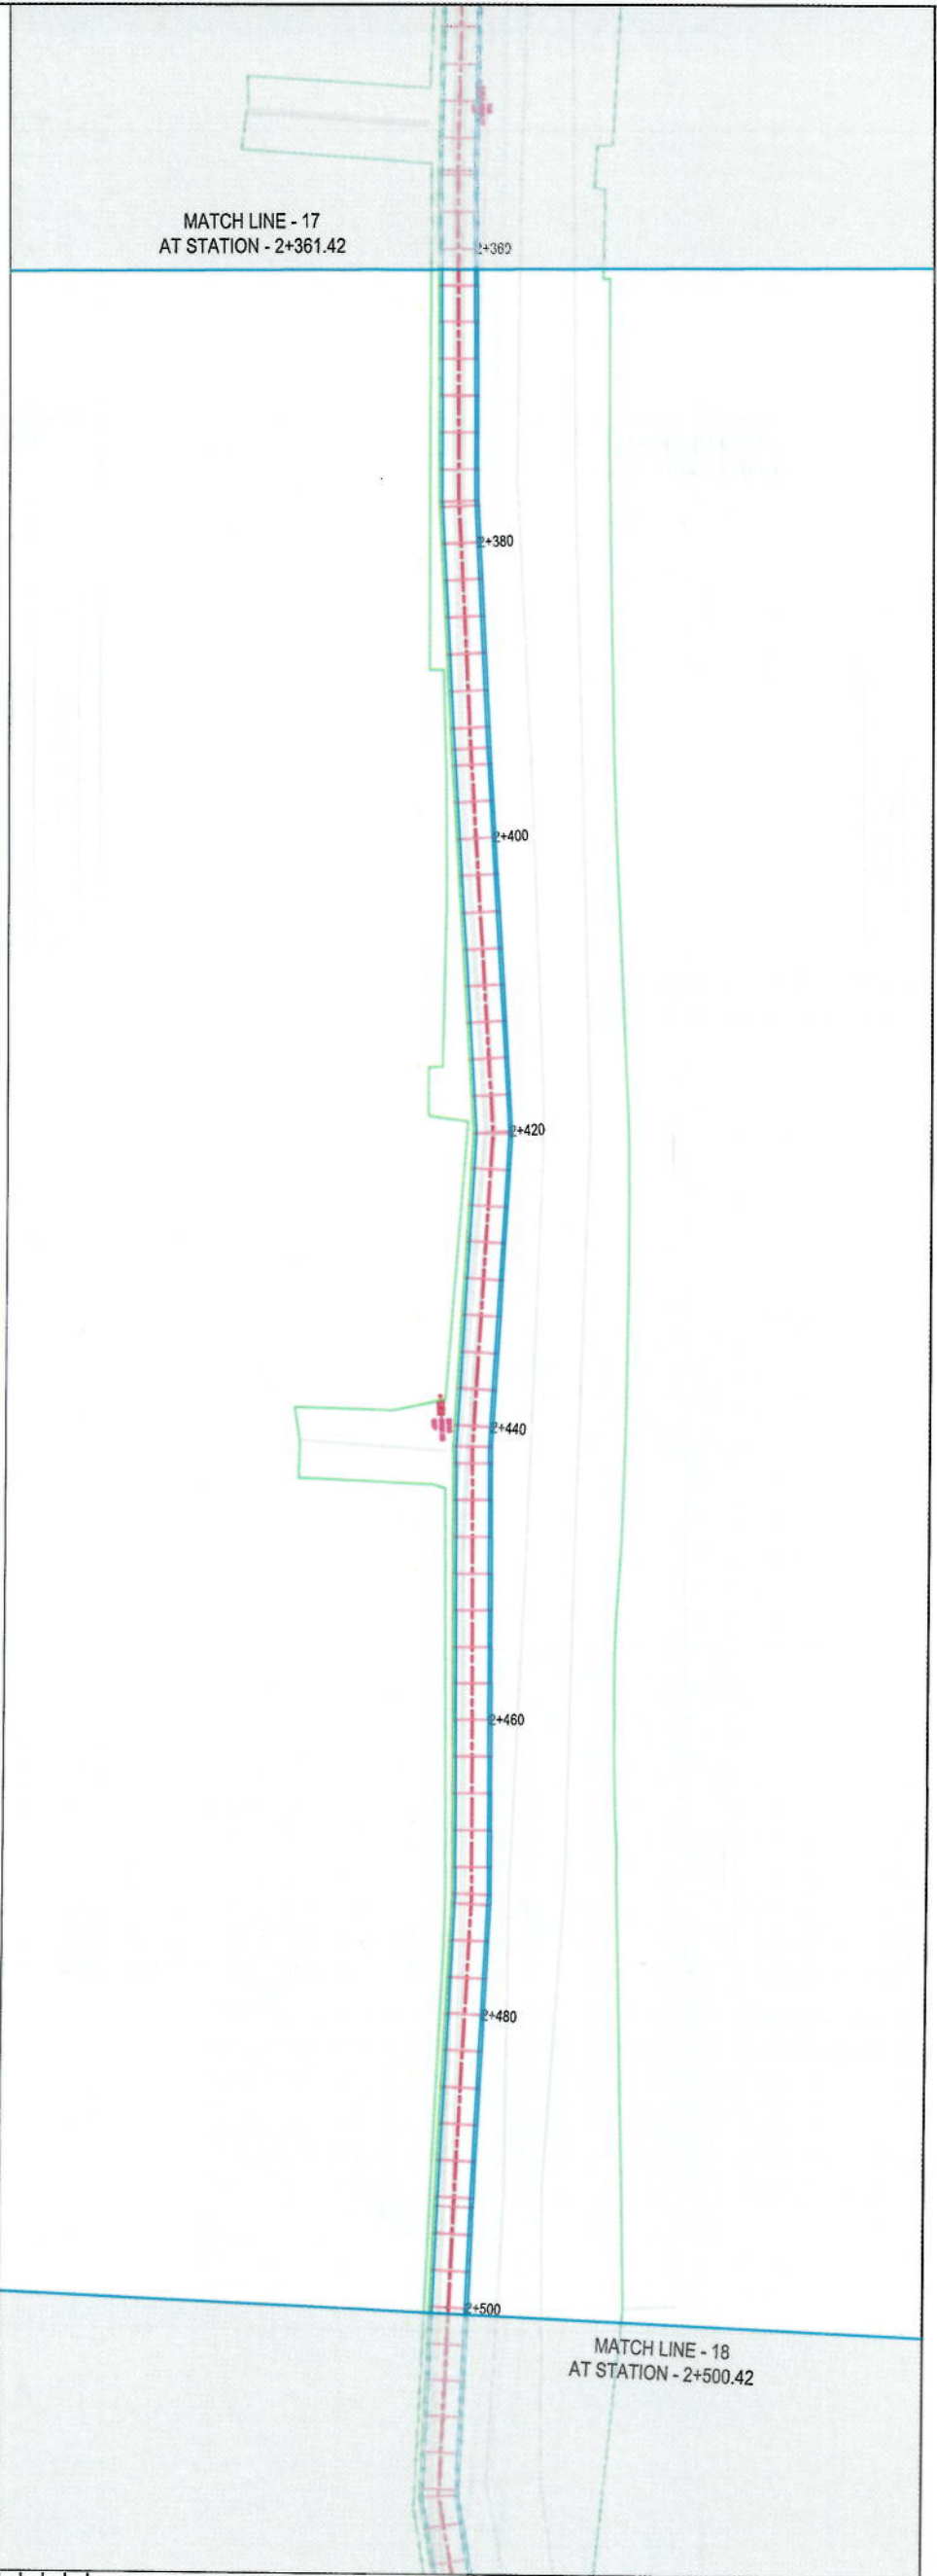 MATCH LINE - 17
AT STATION - 2+361.42
2+360
2+380
2+400
2+420
2+440
2+460
2+480
2+500
MATCH LINE - 18
AT STATION - 2+500.42